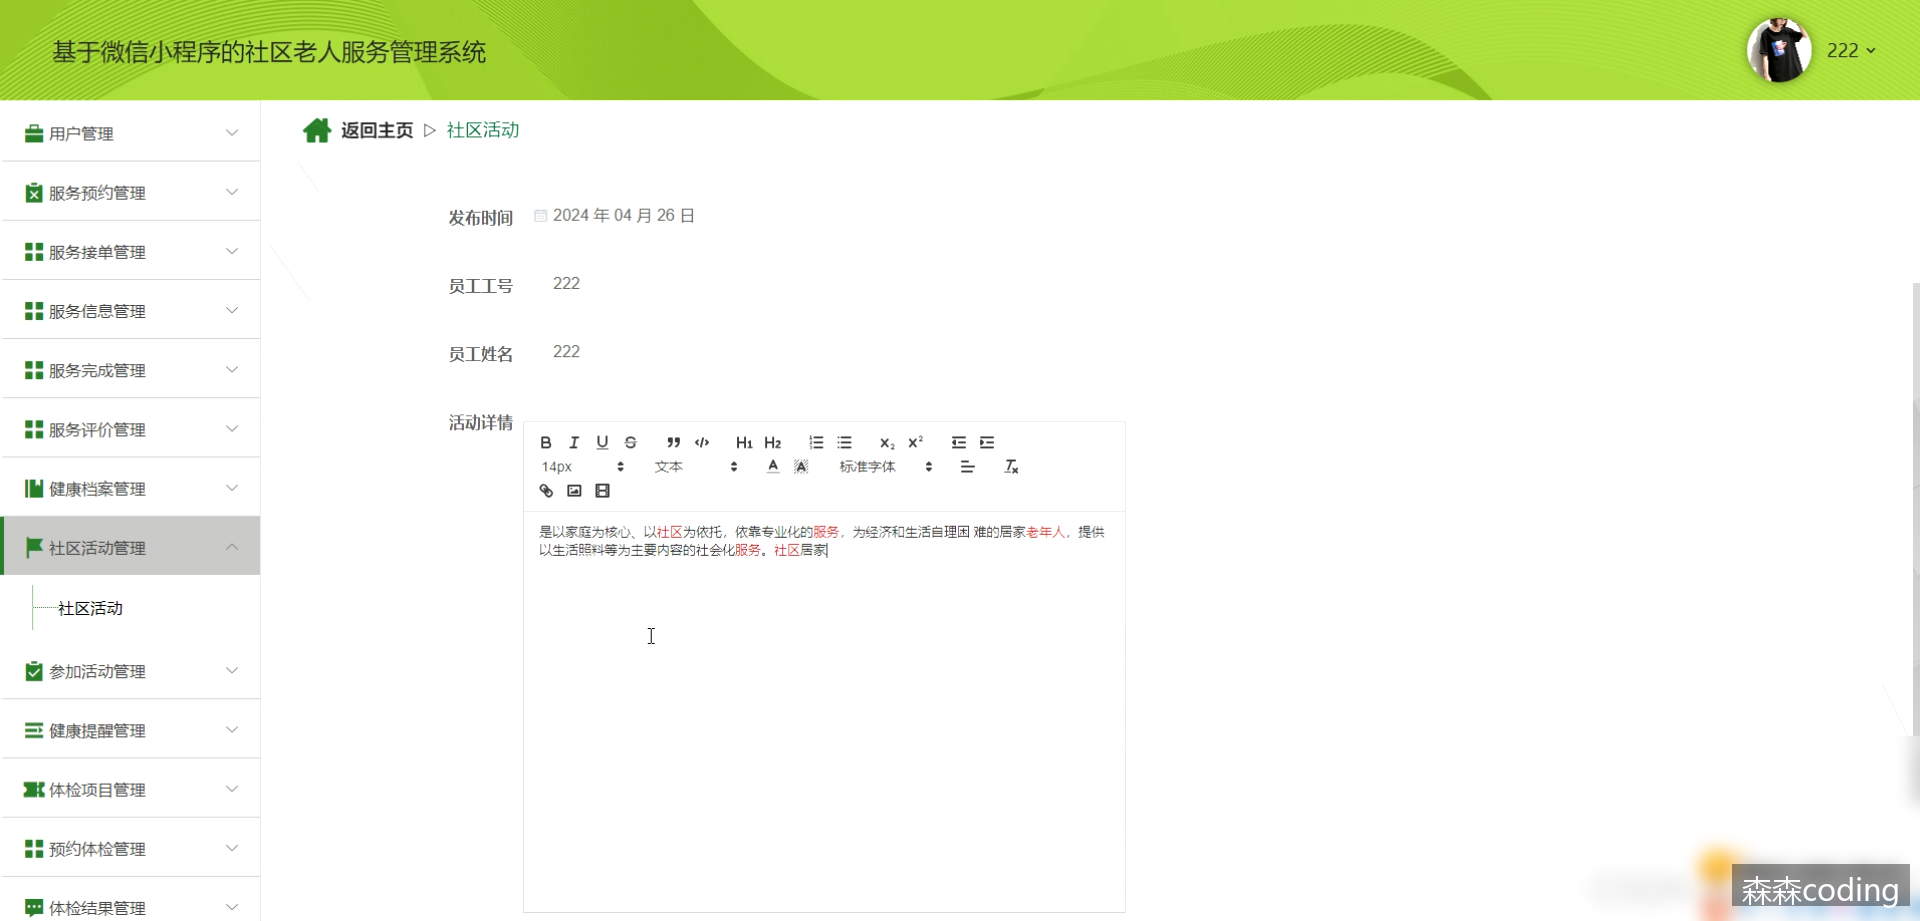 基于微信小程序的社区老人服务管理系统
222
用户管理
服务预约管理
服务接单管理
服务信息管理
服务完成管理
服务评价管理
健康档案管理
社区活动管理
社区活动
参加活动管理
健康提醒管理
体检项目管理
预约体检管理
体检结果管理
返回主页 ▷ 社区活动
发布时间 2024 年 04 月 26 日
员工工号 222
员工姓名 222
活动详情
B I U S H1 H2 X2 X2
14px 文本 A A 标准字体 Tx
是以家庭为核心、以社区为依托，依靠专业化的服务，为经济和生活自理困 难的居家老年人，提供
以生活照料等为主要内容的社会化服务。社区居家
森森coding